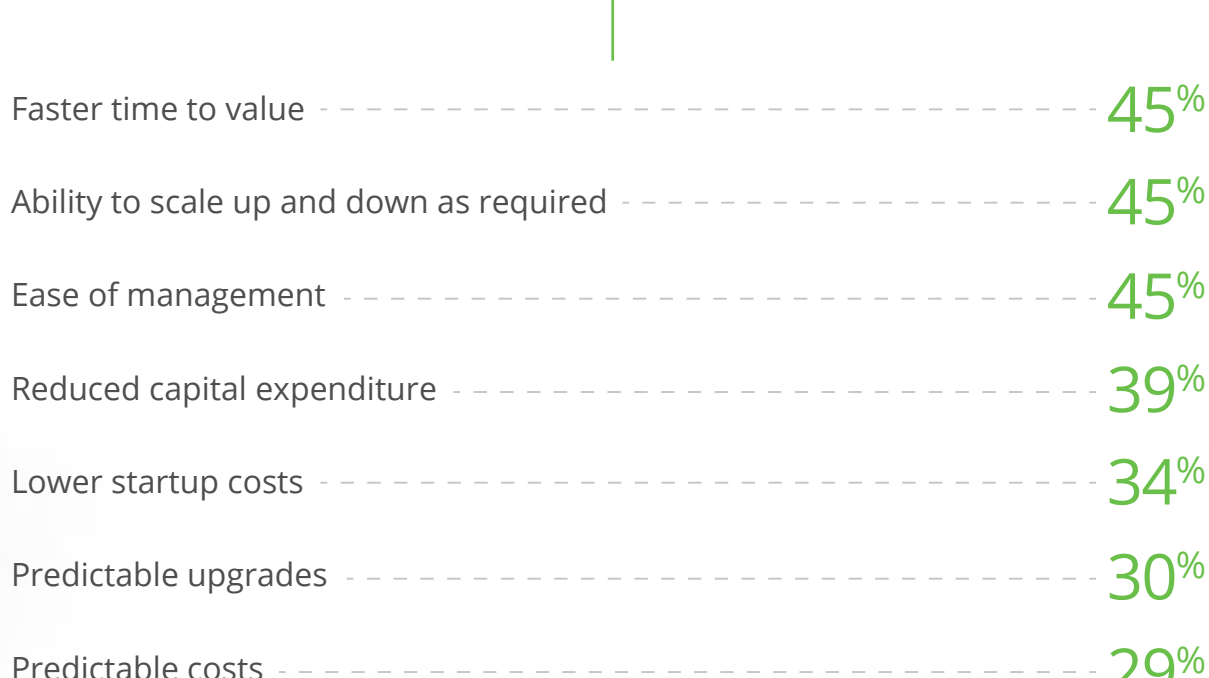 Faster time to value 45%
Ability to scale up and down as required 45%
Ease of management 45%
Reduced capital expenditure 39%
Lower startup costs 34%
Predictable upgrades 30%
Predictable costs 29%